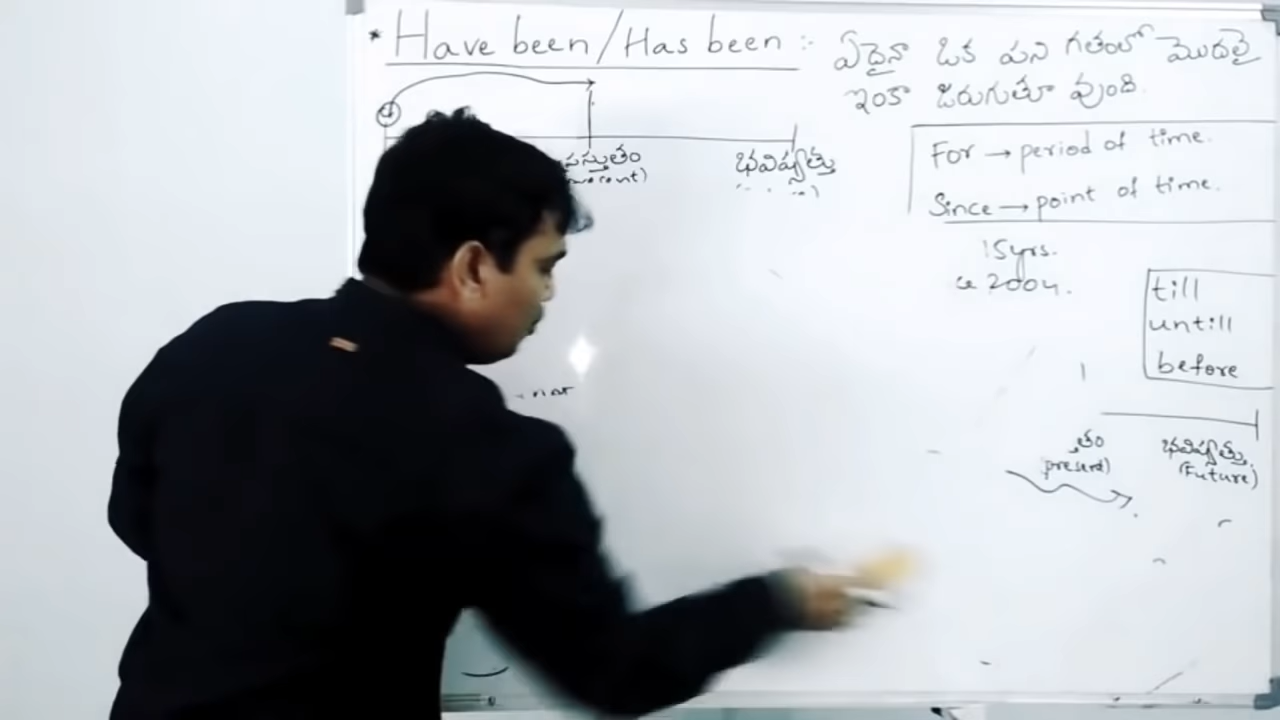 * Have been / Has been :- ఏదైనా ఒక పని గతంలో మొదలై
ఇంకా జరుగుతూ వుంది.
భవిష్యత్తు
For → period of time.
Since → point of time.
15yrs.
2004.
till
untill
before
present)
భవిష్యత్తు
(Future)